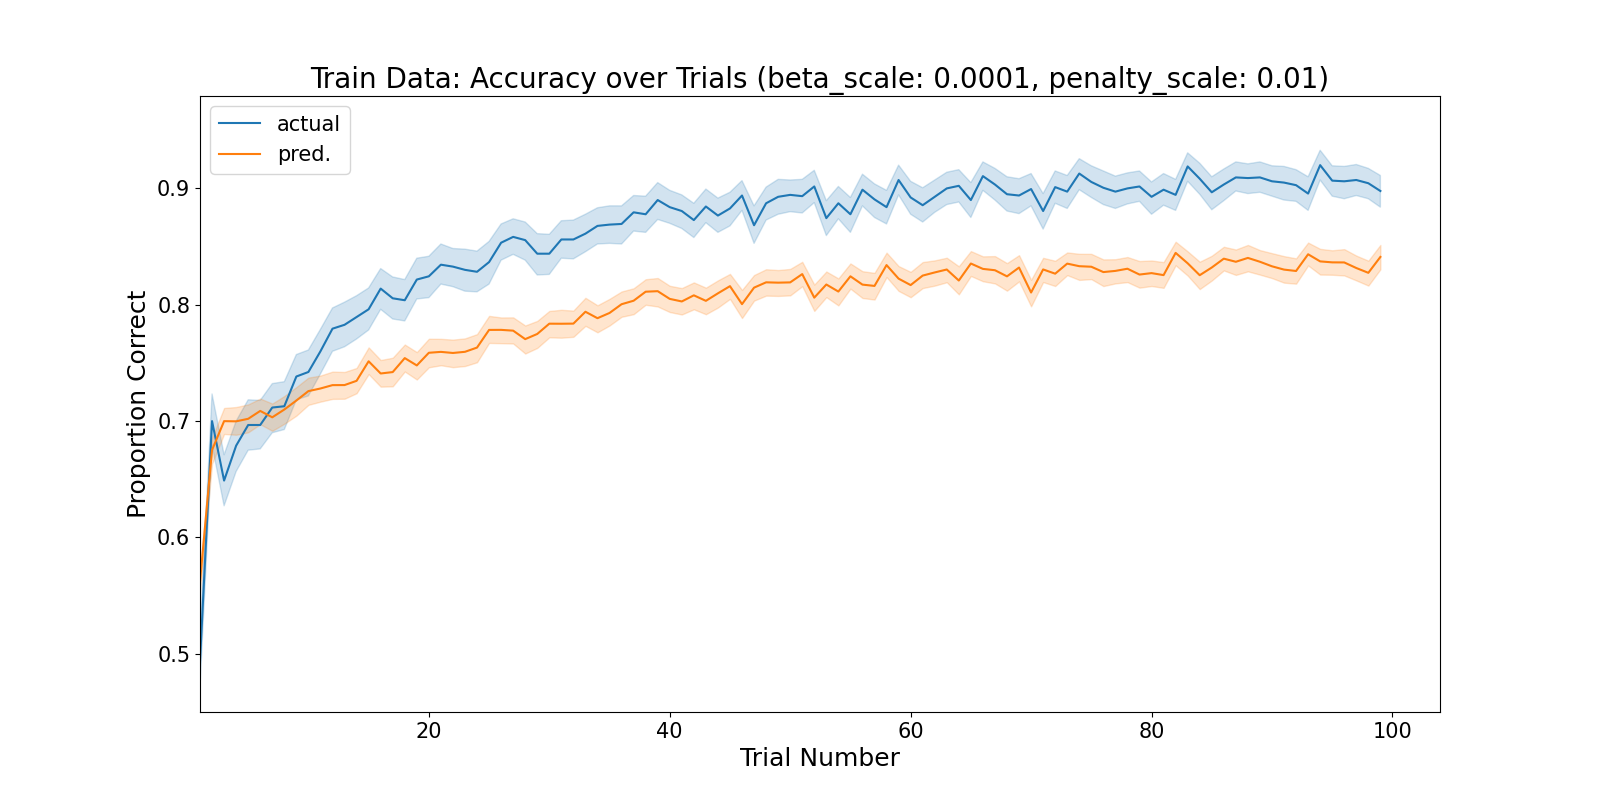 Train Data: Accuracy over Trials (beta_scale: 0.0001, penalty_scale: 0.01)
actual
pred.
0.9
0.8
0.7
0.6
0.5
Proportion Correct
20 40 60 80 100
Trial Number